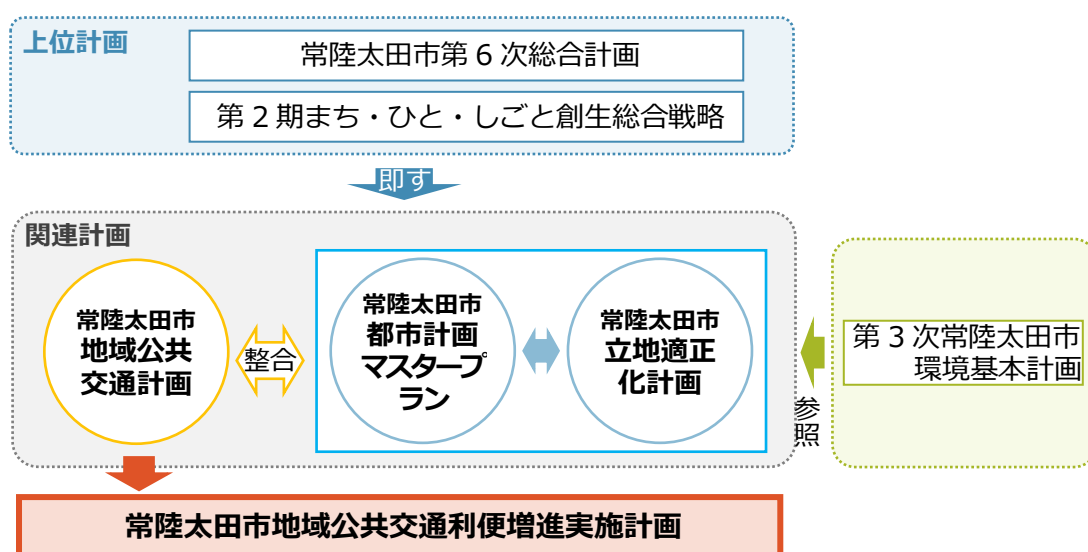 上位計画
常陸太田市第6次総合計画
第2期まち・ひと・しごと創生総合戦略
即す
関連計画
常陸太田市
地域公共
交通計画
整合
常陸太田市
都市計画
マスタープ
ラン
常陸太田市
立地適正
化計画
参照
第3次常陸太田市
環境基本計画
常陸太田市地域公共交通利便増進実施計画